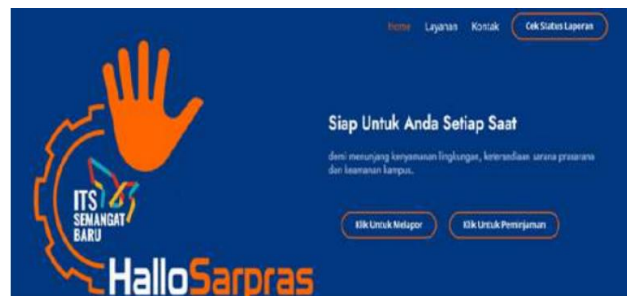 Home Layanan Kontak Cek Status Laporan
Siap Untuk Anda Setiap Saat
demi menunjang kenyamanan lingkungan, ketersediaan sarana prasarana
dan keamanan kampus.
Klik Untuk Melapor Klik Untuk Peminjaman
ITS
SEMANGAT
BARU
HalloSarpras